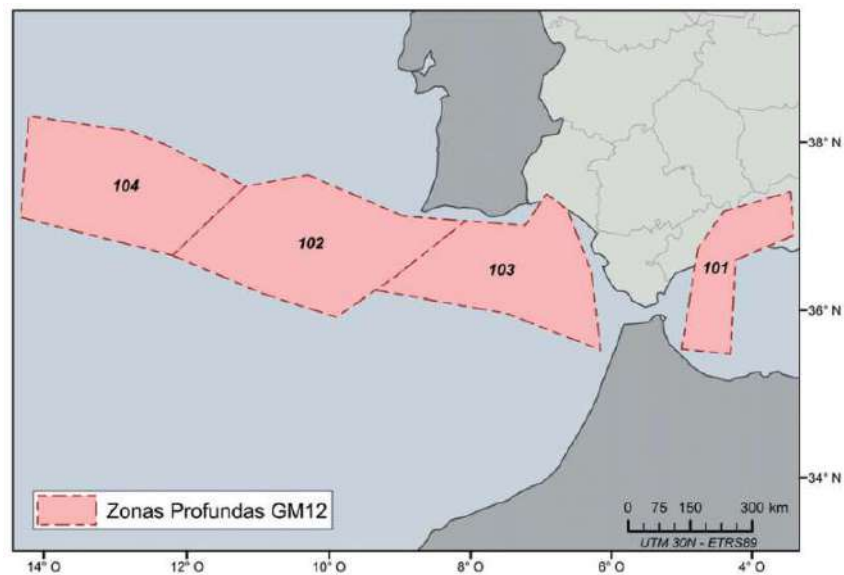 38° N
104
102
103
101
36° N
34° N
Zonas Profundas GM12
0 75 150 300 km
UTM 30N - ETRS89
14° O 12° O 10° O 8° O 6° O 4° O